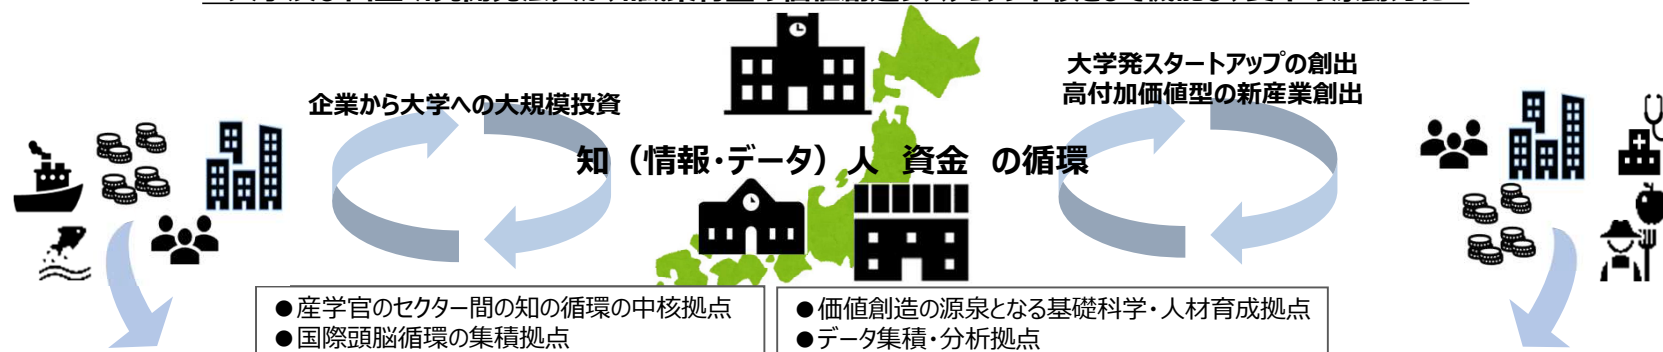 大学発スタートアップの創出
企業から大学への大規模投資
高付加価値型の新産業創出
知（情報・データ）人　資金　の循環
●産学官のセクター間の知の循環の中核拠点
●国際頭脳循環の集積拠点
●価値創造の源泉となる基礎科学・人材育成拠点
●データ集積・分析拠点